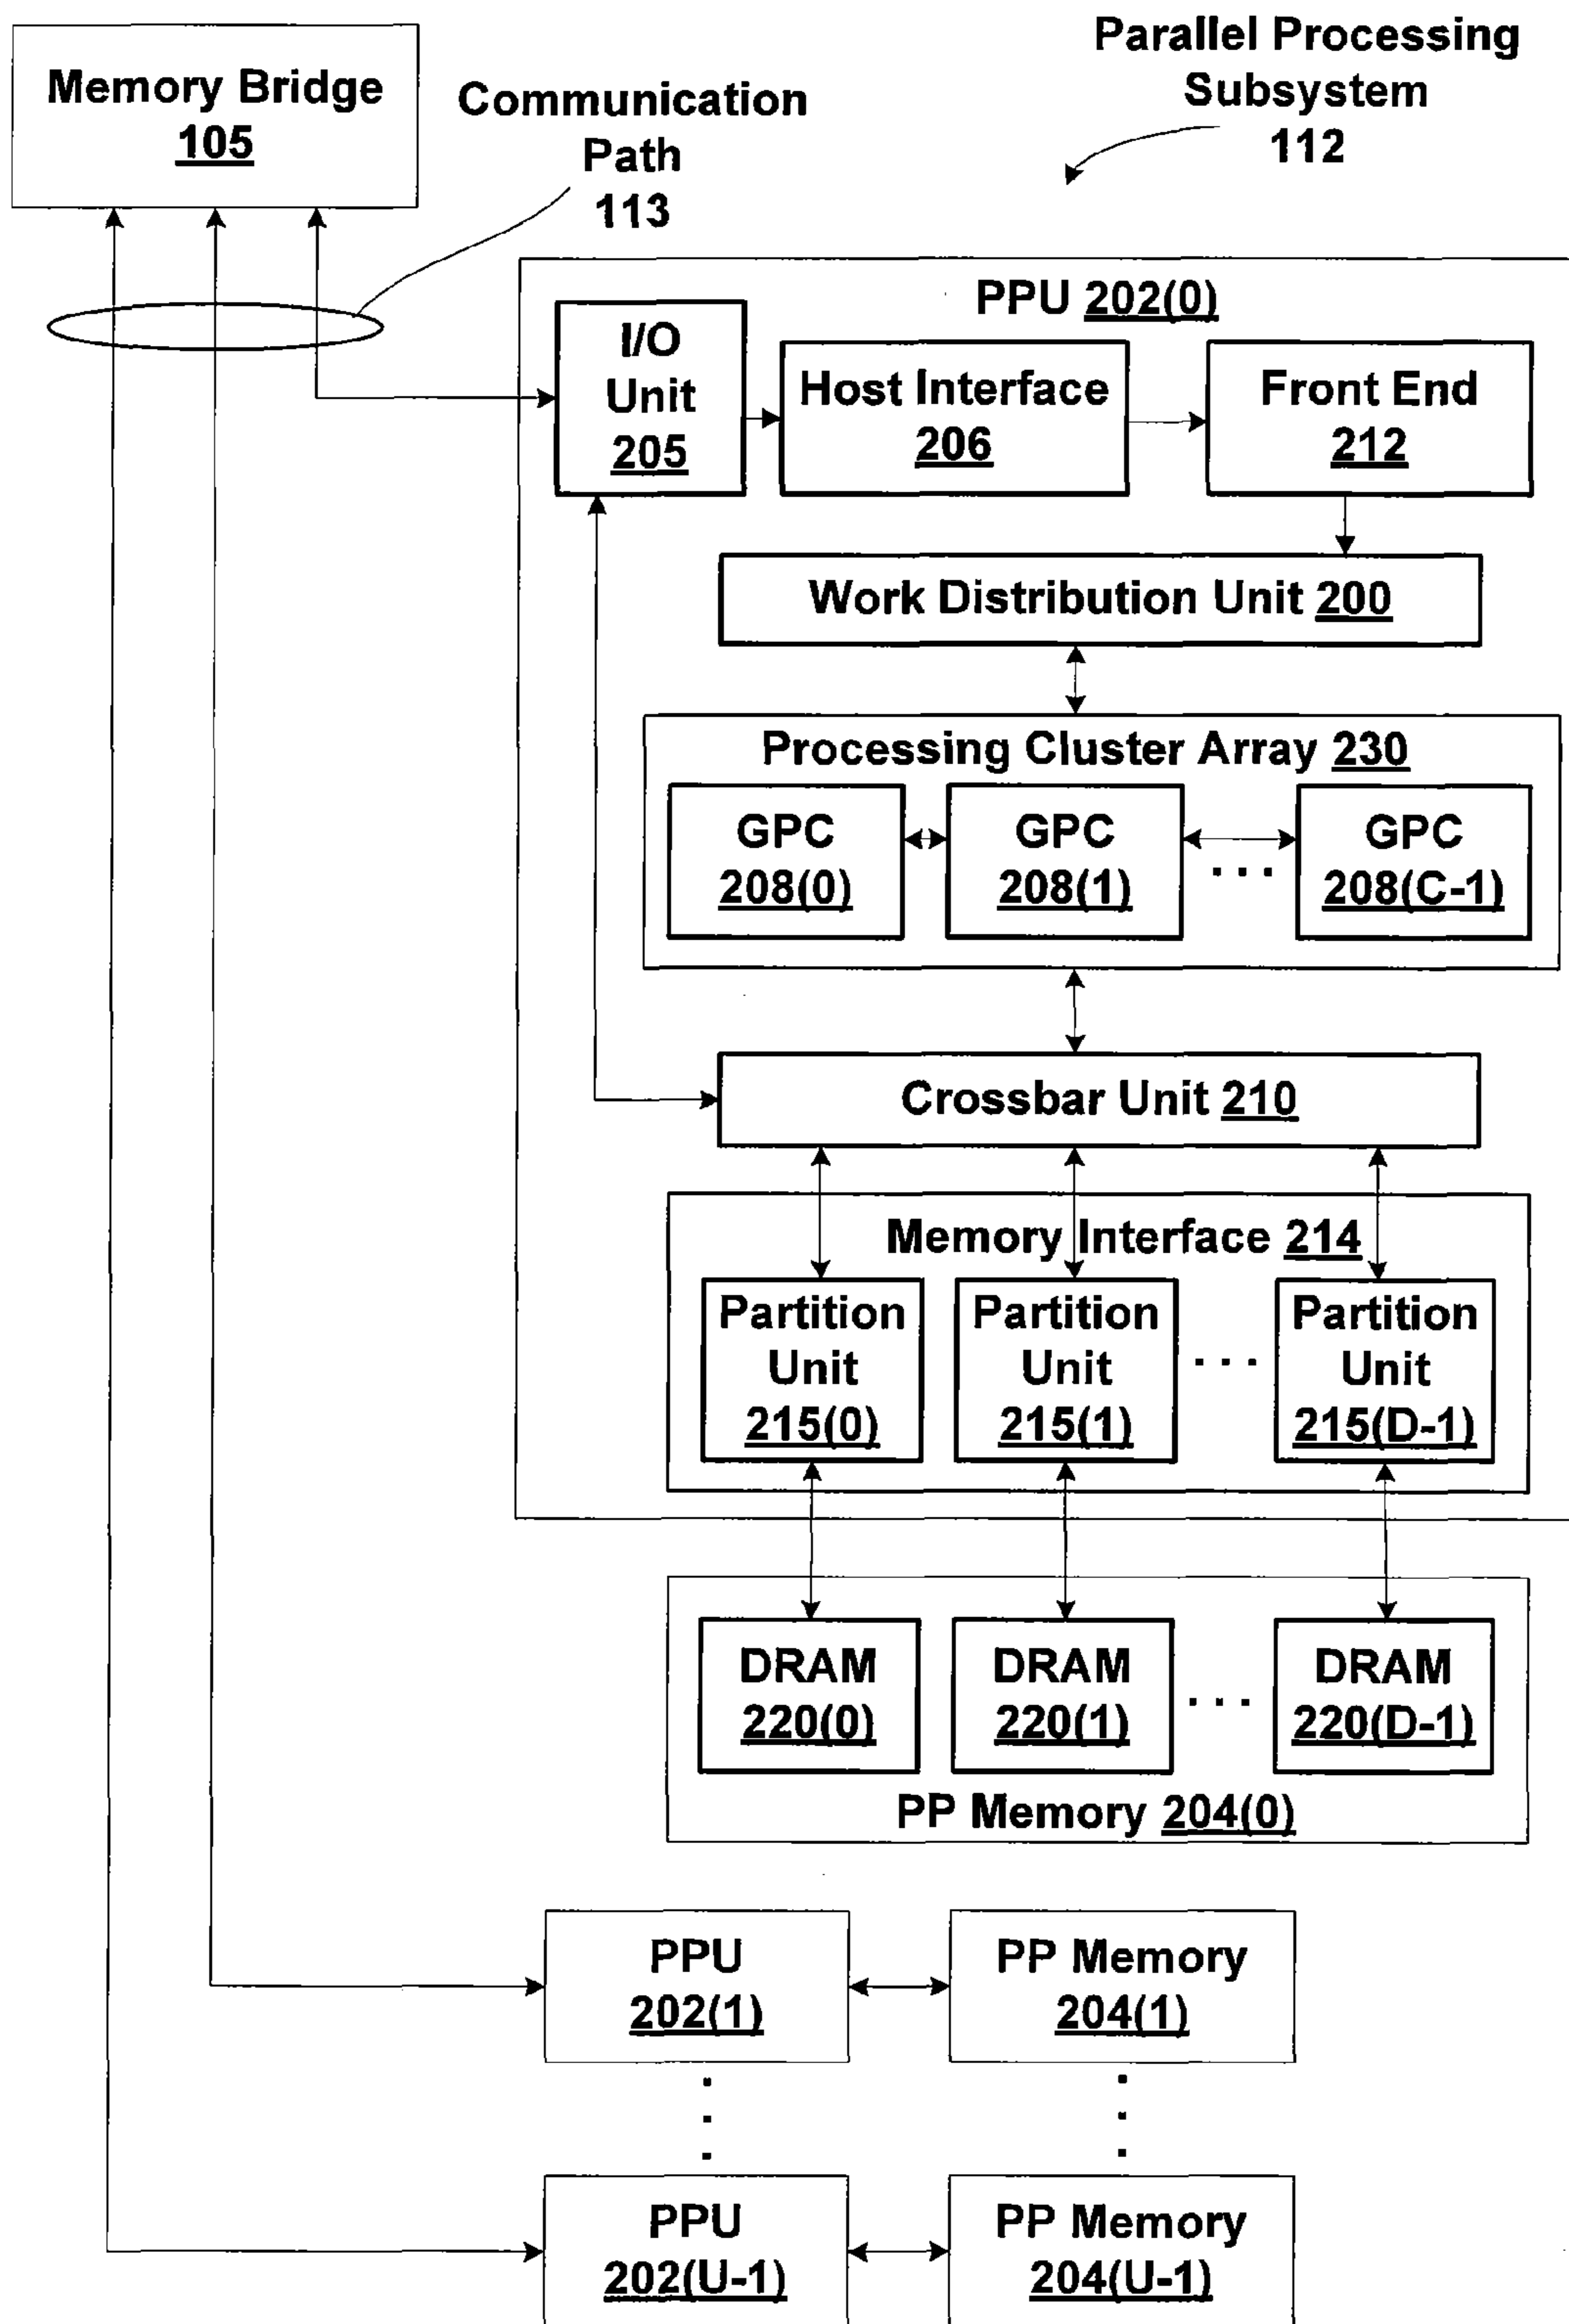 Parallel Processing
Subsystem
112
Memory Bridge
105
Communication
Path
113
PPU 202(0)
I/O
Unit
205
Host Interface
206
Front End
212
Work Distribution Unit 200
Processing Cluster Array 230
GPC
208(0)
GPC
208(1)
. . .
GPC
208(C-1)
Crossbar Unit 210
Memory Interface 214
Partition
Unit
215(0)
Partition
Unit
215(1)
. . .
Partition
Unit
215(D-1)
DRAM
220(0)
DRAM
220(1)
. . .
DRAM
220(D-1)
PP Memory 204(0)
PPU
202(1)
PP Memory
204(1)
PPU
202(U-1)
PP Memory
204(U-1)